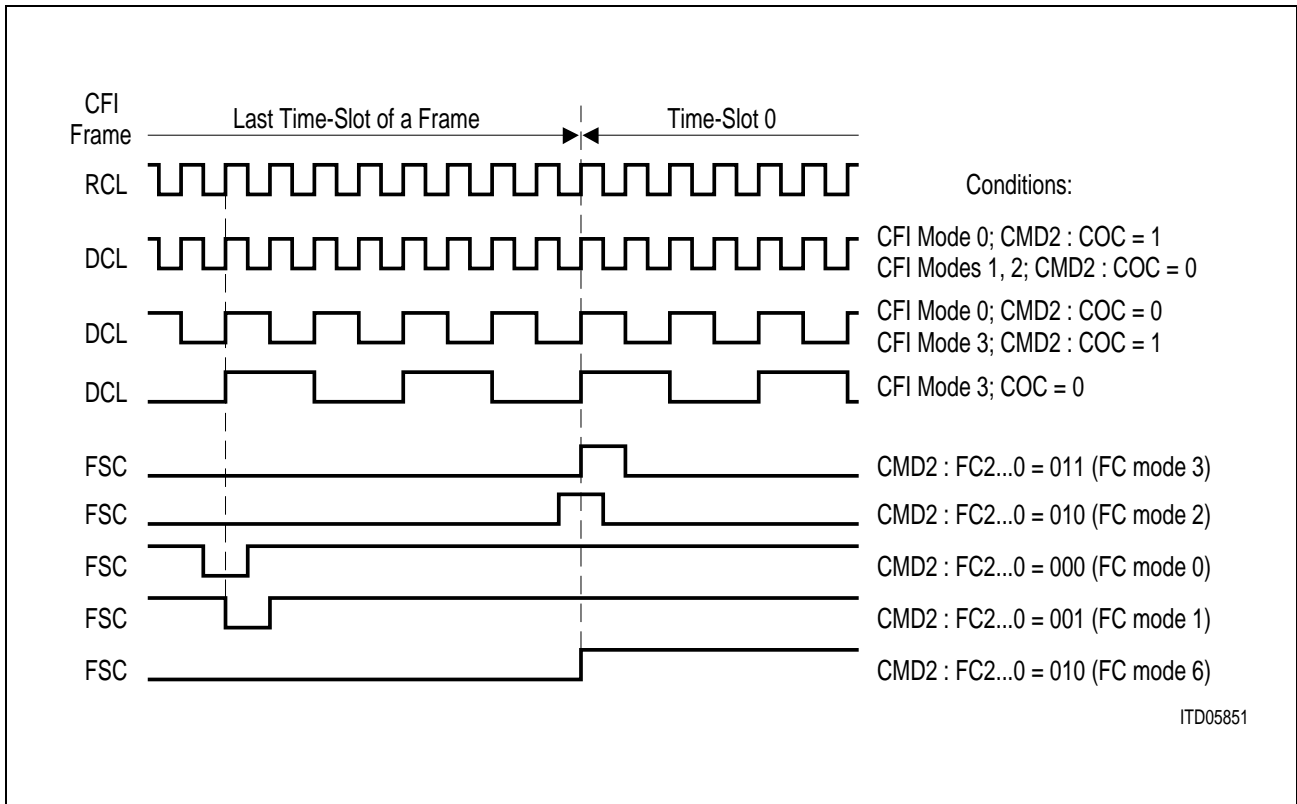 CFI
Frame
Last Time-Slot of a Frame
Time-Slot 0
RCL
Conditions:
DCL
CFI Mode 0; CMD2 : COC = 1
CFI Modes 1, 2; CMD2 : COC = 0
DCL
CFI Mode 0; CMD2 : COC = 0
CFI Mode 3; CMD2 : COC = 1
DCL
CFI Mode 3; COC = 0
FSC
CMD2 : FC2...0 = 011 (FC mode 3)
FSC
CMD2 : FC2...0 = 010 (FC mode 2)
FSC
CMD2 : FC2...0 = 000 (FC mode 0)
FSC
CMD2 : FC2...0 = 001 (FC mode 1)
FSC
CMD2 : FC2...0 = 010 (FC mode 6)
ITD05851